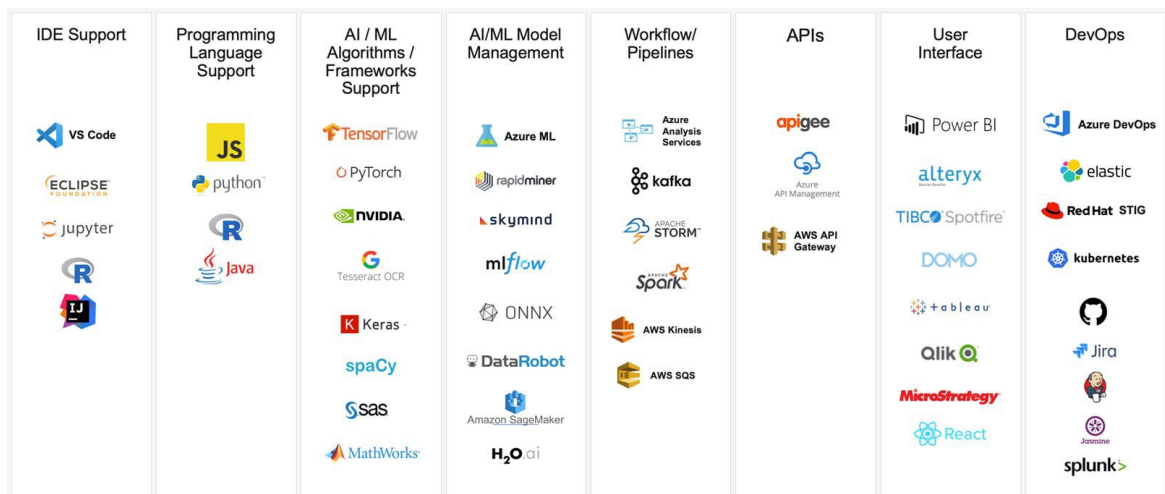 IDE Support
VS Code
ECLIPSE
FOUNDATION
jupyter
R
IJ
Programming
Language
Support
JS
python™
R
Java
AI / ML
Algorithms /
Frameworks
Support
TensorFlow
PyTorch
NVIDIA.
G
Tesseract OCR
K Keras
spaCy
sas
MathWorks
AI/ML Model
Management
Azure ML
rapidminer
skymind
mlflow
ONNX
DataRobot
Amazon SageMaker
H2O.ai
Workflow/
Pipelines
Azure
Analysis
Services
kafka
APACHE
STORM™
APACHE
Spark
AWS Kinesis
AWS SQS
APIs
apigee
Azure
API Management
AWS API
Gateway
User
Interface
Power BI
alteryx
TIBCO Spotfire
DOMO
+ a b l e a u
Qlik
MicroStrategy
React
DevOps
Azure DevOps
elastic
Red Hat STIG
kubernetes
Jira
Jasmine
splunk>